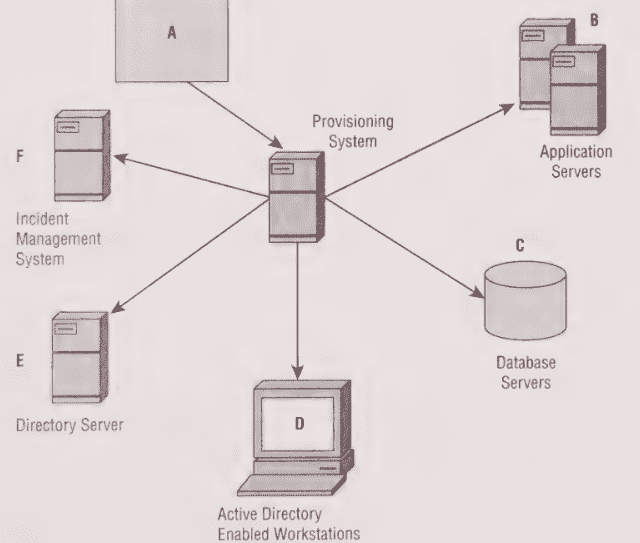 A
B
Provisioning
System
Application
Servers
F
Incident
Management
System
C
Database
Servers
E
Directory Server
D
Active Directory
Enabled Workstations